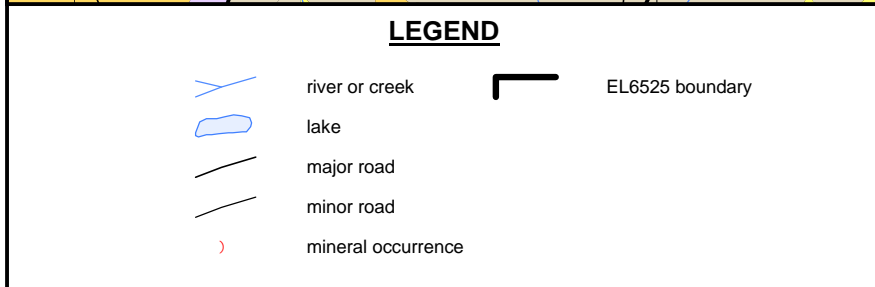 LEGEND
river or creek
EL6525 boundary
lake
major road
minor road
mineral occurrence